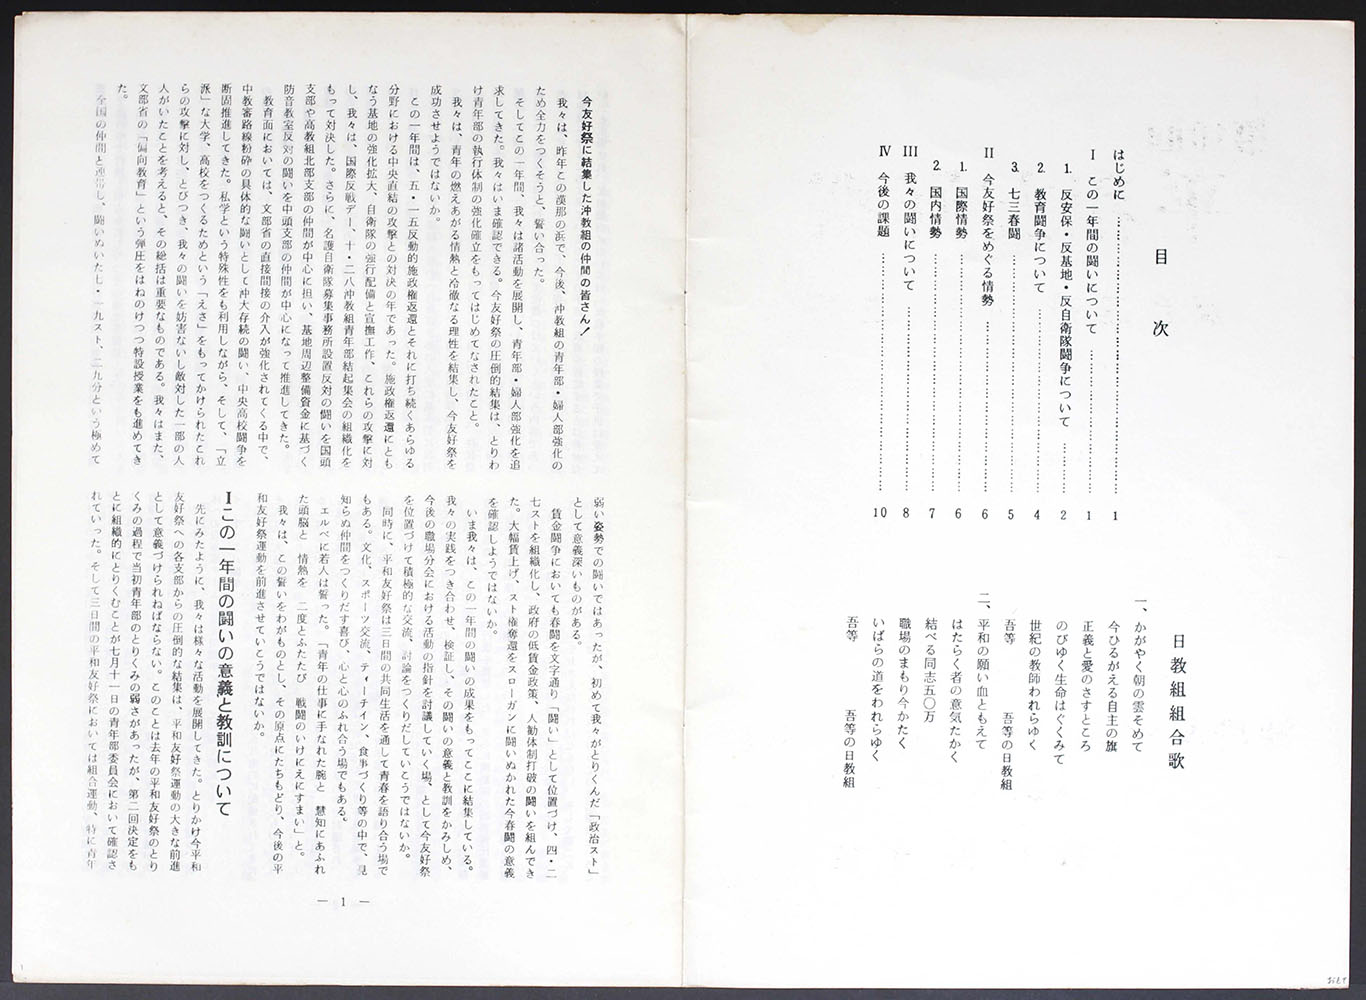 目次
はじめに……………………1
I この一年間の闘いについて……………………1
1. 反安保・反基地・反自衛隊闘争について……………………2
2. 教育闘争について……………………4
3. 七三春闘……………………5
II 今友好祭をめぐる情勢……………………6
1. 国際情勢……………………6
2. 国内情勢……………………7
III 我々の闘いについて……………………8
IV 今後の課題……………………10
日教組組合歌
一、かがやく朝の雲そめて
今ひるがえる自主の旗
正義と愛のさすところ
のびゆく生命はぐくみて
世紀の教師われらゆく
吾等 吾等の日教組
二、平和の願い血ともえて
はたらく者の意気たかく
結べる同志五〇万
職場のまもり今かたく
いばらの道をわれらゆく
吾等 吾等の日教組
今友好祭に結集した沖教組の仲間の皆さん!
我々は、昨年この漢那の浜で、今後、沖教組の青年部・婦人部強化の
ため全力をつくそうと、誓い合った。
そしてこの一年間、我々は諸活動を展開し、青年部・婦人部強化を追
求してきた。我々はいま確認できる。今友好祭の圧倒的結集は、とりわ
け青年部の執行体制の強化確立をもってはじめてなされたこと。
我々は、青年の燃えあがる情熱と冷徹なる理性を結集し、今友好祭を
成功させようではないか。
この一年間は、五・一五反動的施政権返還とそれに打ち続くあらゆる
分野における中央直結の攻撃との対決の年であった。施政権返還にとも
なう基地の強化拡大、自衛隊の強行配備と宣撫工作、これらの攻撃に対
し、我々は、国際反戦デー、十・二八沖教組青年部結起集会の組織化を
もって対決した。さらに、名護自衛隊募集事務所設置反対の闘いを国頭
支部や高教組北部支部の仲間が中心に担い、基地周辺整備資金に基づく
防音教室反対の闘いを中頭支部の仲間が中心になって推進してきた。
教育面においては、文部省の直接間接の介入が強化されてくる中で、
中教審路線粉砕の具体的な闘いとして沖大存続の闘い、中央高校闘争を
断固推進してきた。私学という特殊性をも利用しながら、そして、「立
派」な大学、高校をつくるためという「えさ」をもってかけられたこれ
らの攻撃に対し、とびつき、我々の闘いを妨害ないし敵対した一部の人
人がいたことを考えると、その総括は重要なものである。我々はまた、
文部省の「偏向教育」という弾圧をはねのけつつ特設授業をも進めてき
た。
全国の仲間と連帯し、闘いぬいた七・一九スト、二九分という極めて
弱い姿勢での闘いではあったが、初めて我々がとりくんだ「政治スト」
として意義深いものがある。
賃金闘争においても春闘を文字通り「闘い」として位置づけ、四・二
七ストを組織化し、政府の低賃金政策、人勧体制打破の闘いを組んでき
た。大幅賃上げ、スト権奪還をスローガンに闘いぬかれた今春闘の意義
を確認しようではないか。
いま我々は、この一年間の闘いの成果をもってここに結集している。
我々の実践をつき合わせ、検証し、その闘いの意義と教訓をかみしめ、
今後の職場分会における活動の指針を討議していく場、として今友好祭
を位置づけて積極的な交流、討論をつくりだしていこうではないか。
同時に、平和友好祭は三日間の共同生活を通して青春を語り合う場で
もある。文化、スポーツ交流、ティーチイン、食事づくり等の中で、見
知らぬ仲間をつくりだす喜び、心と心のふれ合う場でもある。
エルベに若人は誓った。「青年の仕事に手なれた腕と 慧知にあふれ
た頭脳と 情熱を 二度とふたたび 戦闘のいけにえにすまい」と。
我々は、この誓いをわがものとし、その原点にたちもどり、今後の平
和友好祭運動を前進させていこうではないか。
I この一年間の闘いの意義と教訓について
先にみたように、我々は様々な活動を展開してきた。とりかけ今平和
友好祭への各支部からの圧倒的な結集は、平和友好祭運動の大きな前進
として意義づけられねばならない。このことは去年の平和友好祭のとり
くみの過程で当初青年部のとりくみの弱さがあったが、第二回決定をも
とに組織的にとりくむことが七月十一日の青年部委員会において確認さ
れていった。そして三日間の平和友好祭においては組合運動、特に青年
— 1 —